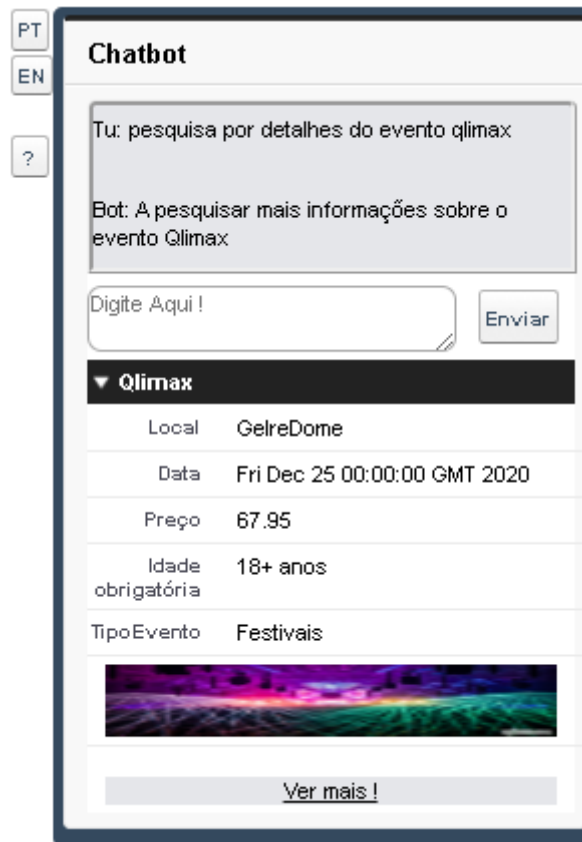 PT
EN
?
Chatbot
Tu: pesquisa por detalhes do evento qlimax
Bot: A pesquisar mais informações sobre o
evento Qlimax
Digite Aqui !
Enviar
▼ Qlimax
Local GelreDome
Data Fri Dec 25 00:00:00 GMT 2020
Preço 67.95
Idade
obrigatória 18+ anos
TipoEvento Festivais
Ver mais !